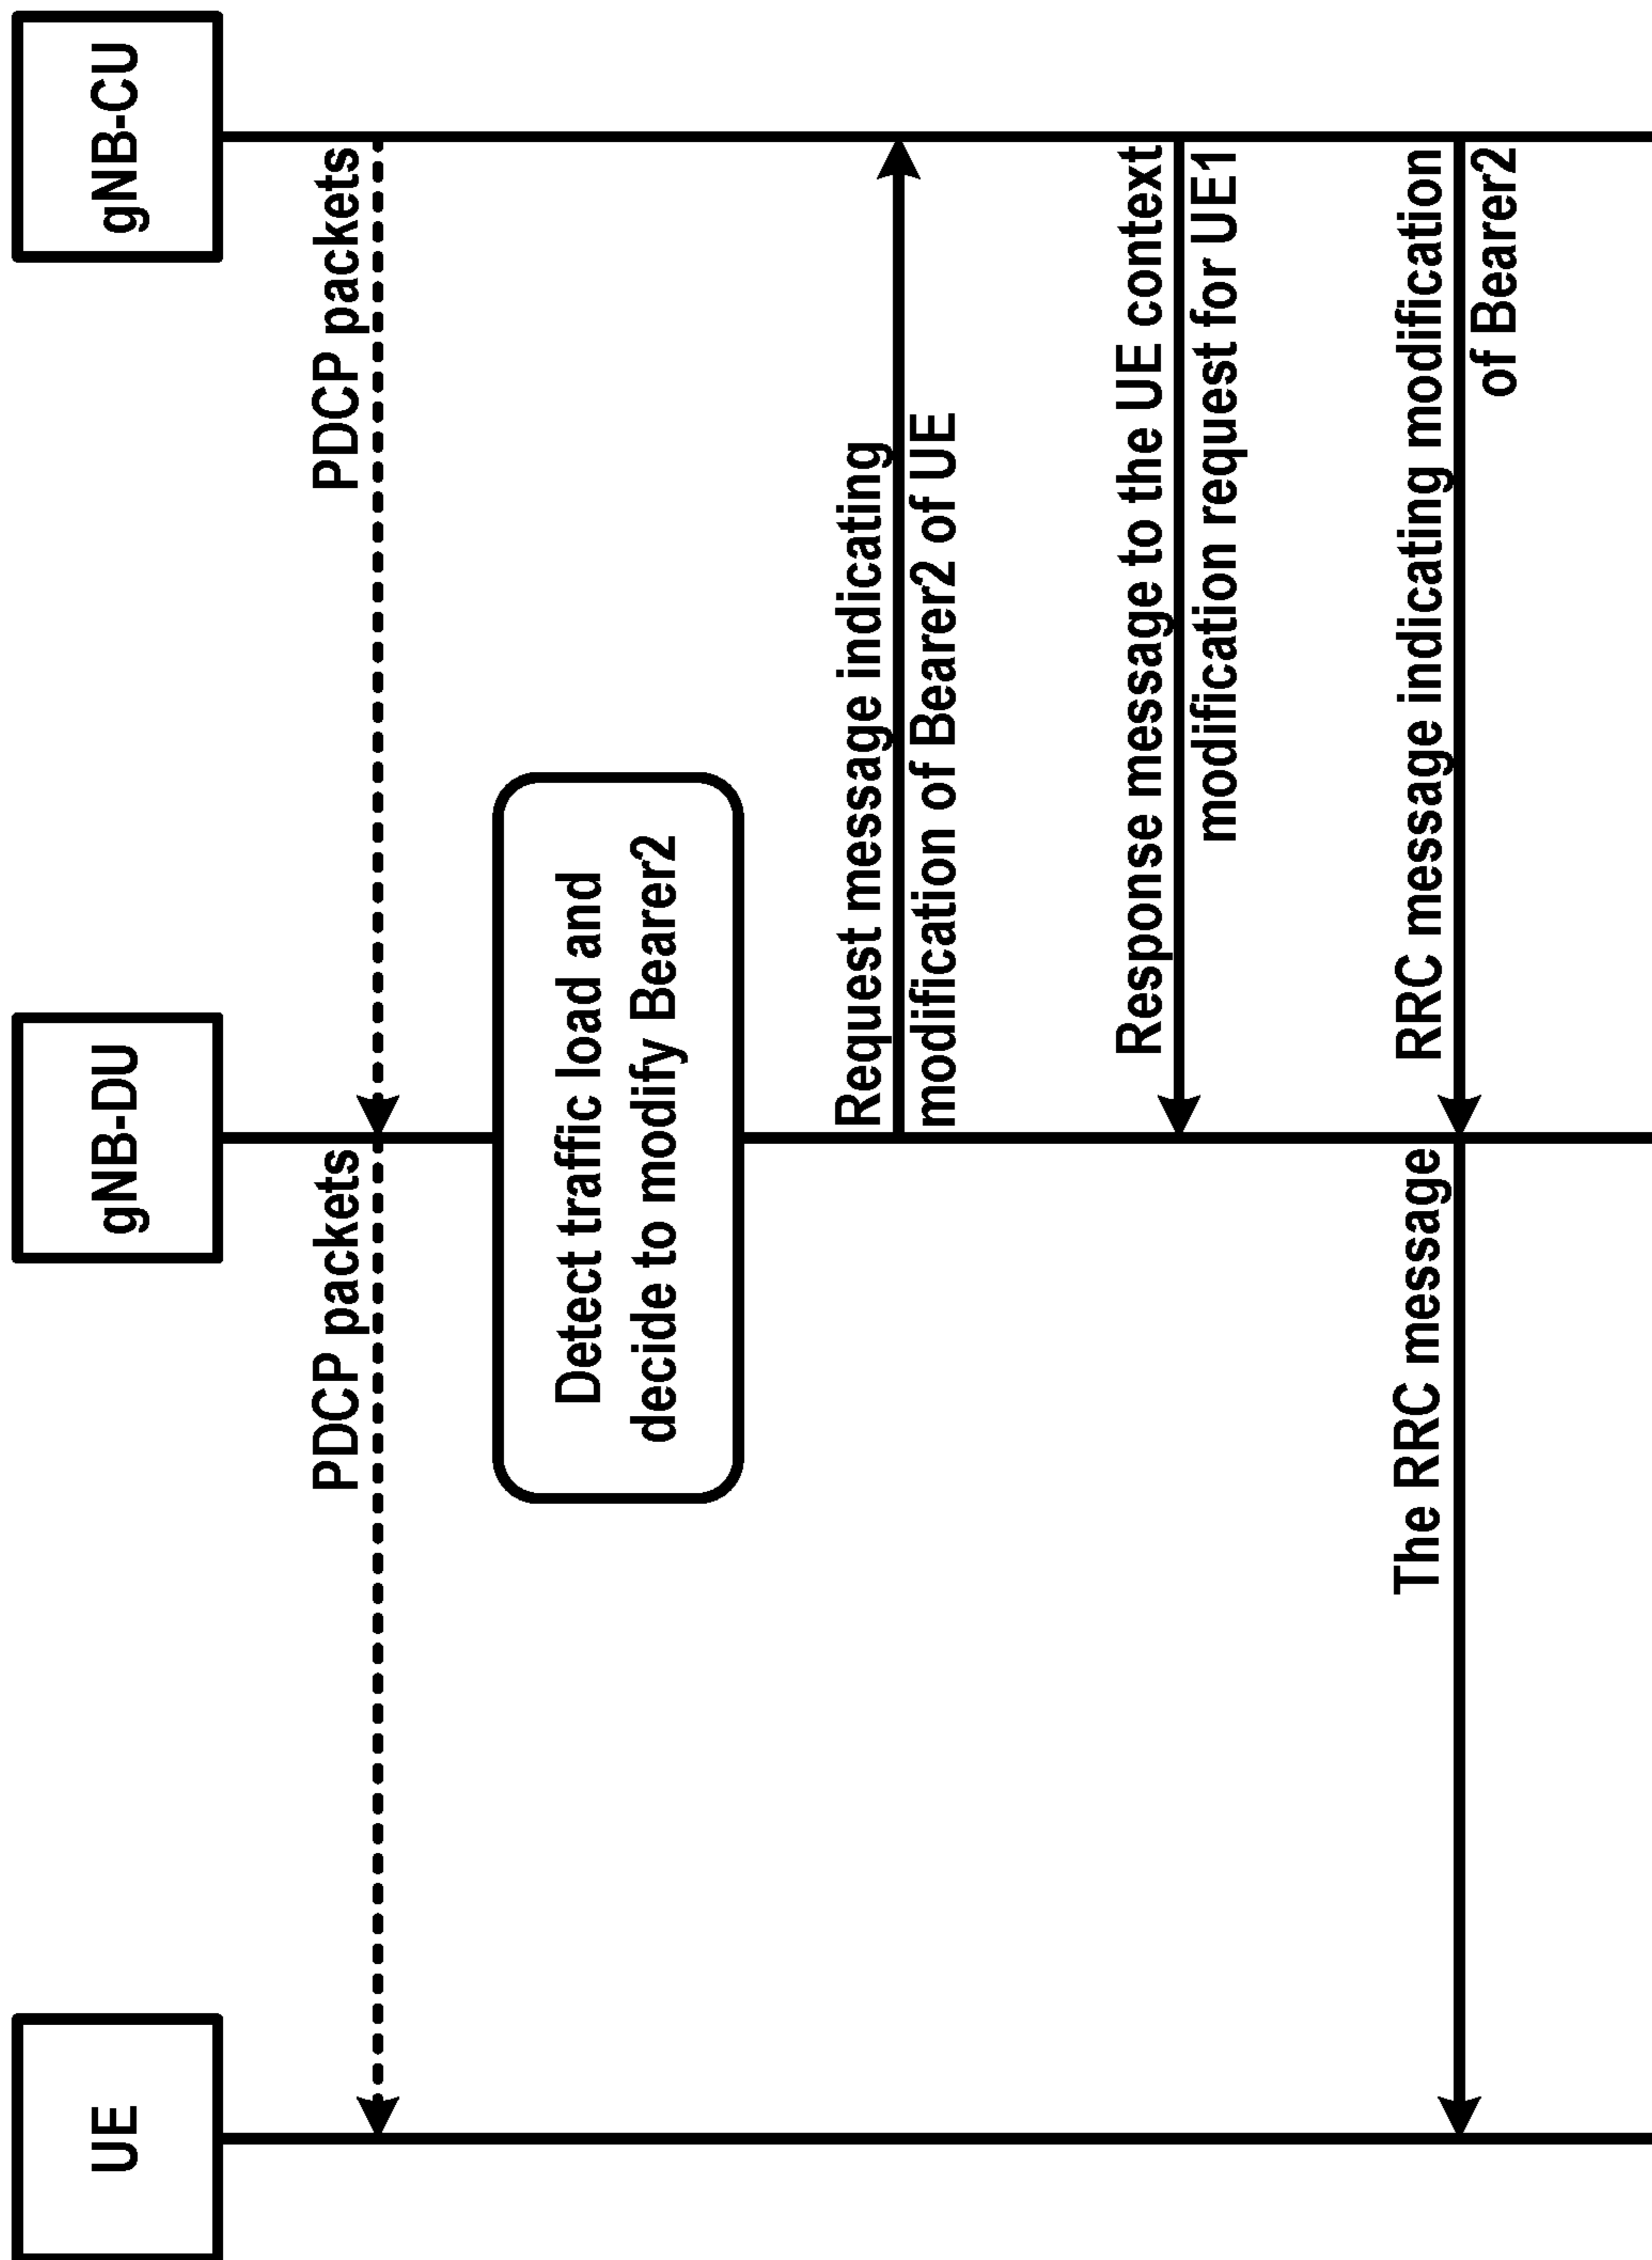 UE
gNB-DU
gNB-CU
PDCP packets
PDCP packets
Detect traffic load and
decide to modify Bearer2
Request message indicating
modification of Bearer2 of UE
Response message to the UE context
modification request for UE1
The RRC message
RRC message indicating modification
of Bearer2